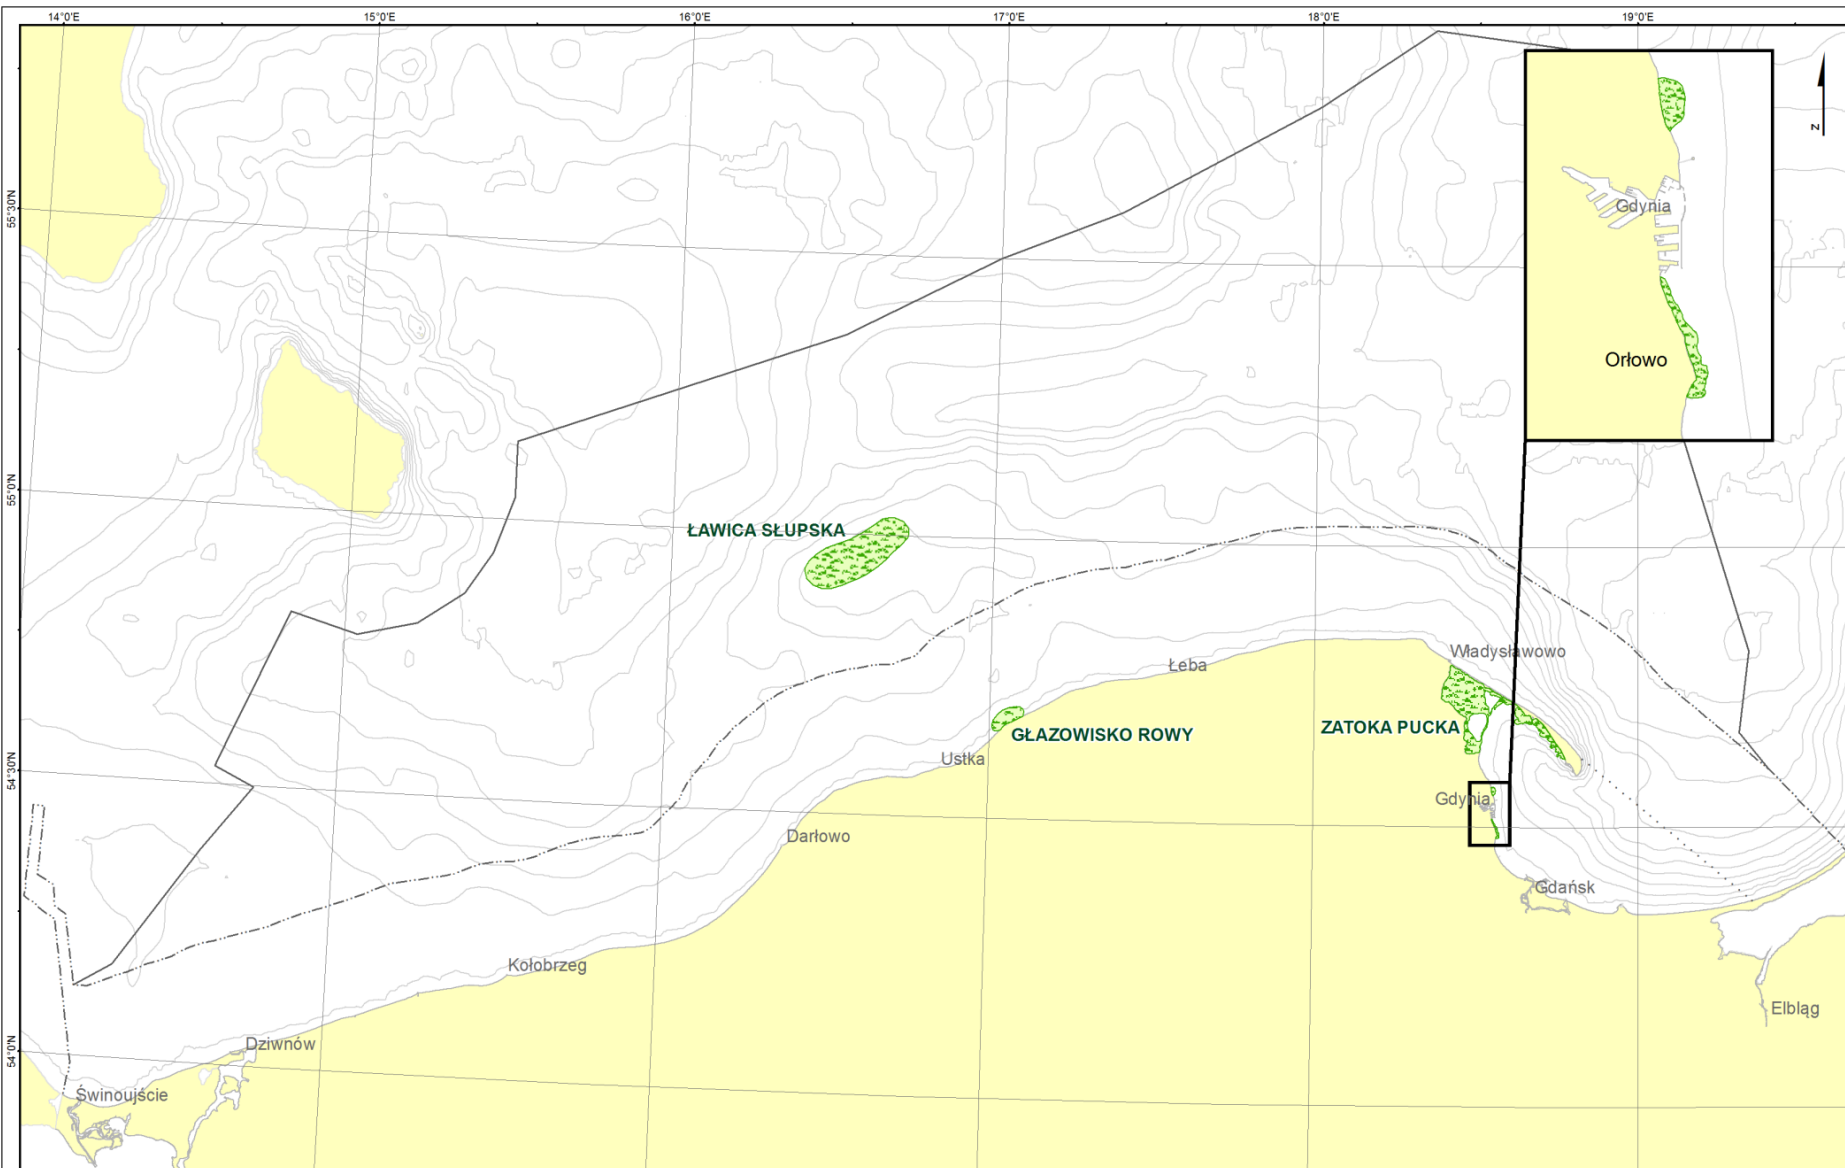 14°0'E 15°0'E 16°0'E 17°0'E 18°0'E 19°0'E
N
55°30'N
Gdynia
Orłowo
55°0'N
ŁAWICA SŁUPSKA
Władysławowo
Łeba
ZATOKA PUCKA
GŁAZOWISKO ROWY
Ustka
54°30'N
Gdynia
Darłowo
Gdańsk
Kołobrzeg
Elbląg
Dziwnów
54°0'N
Świnoujście